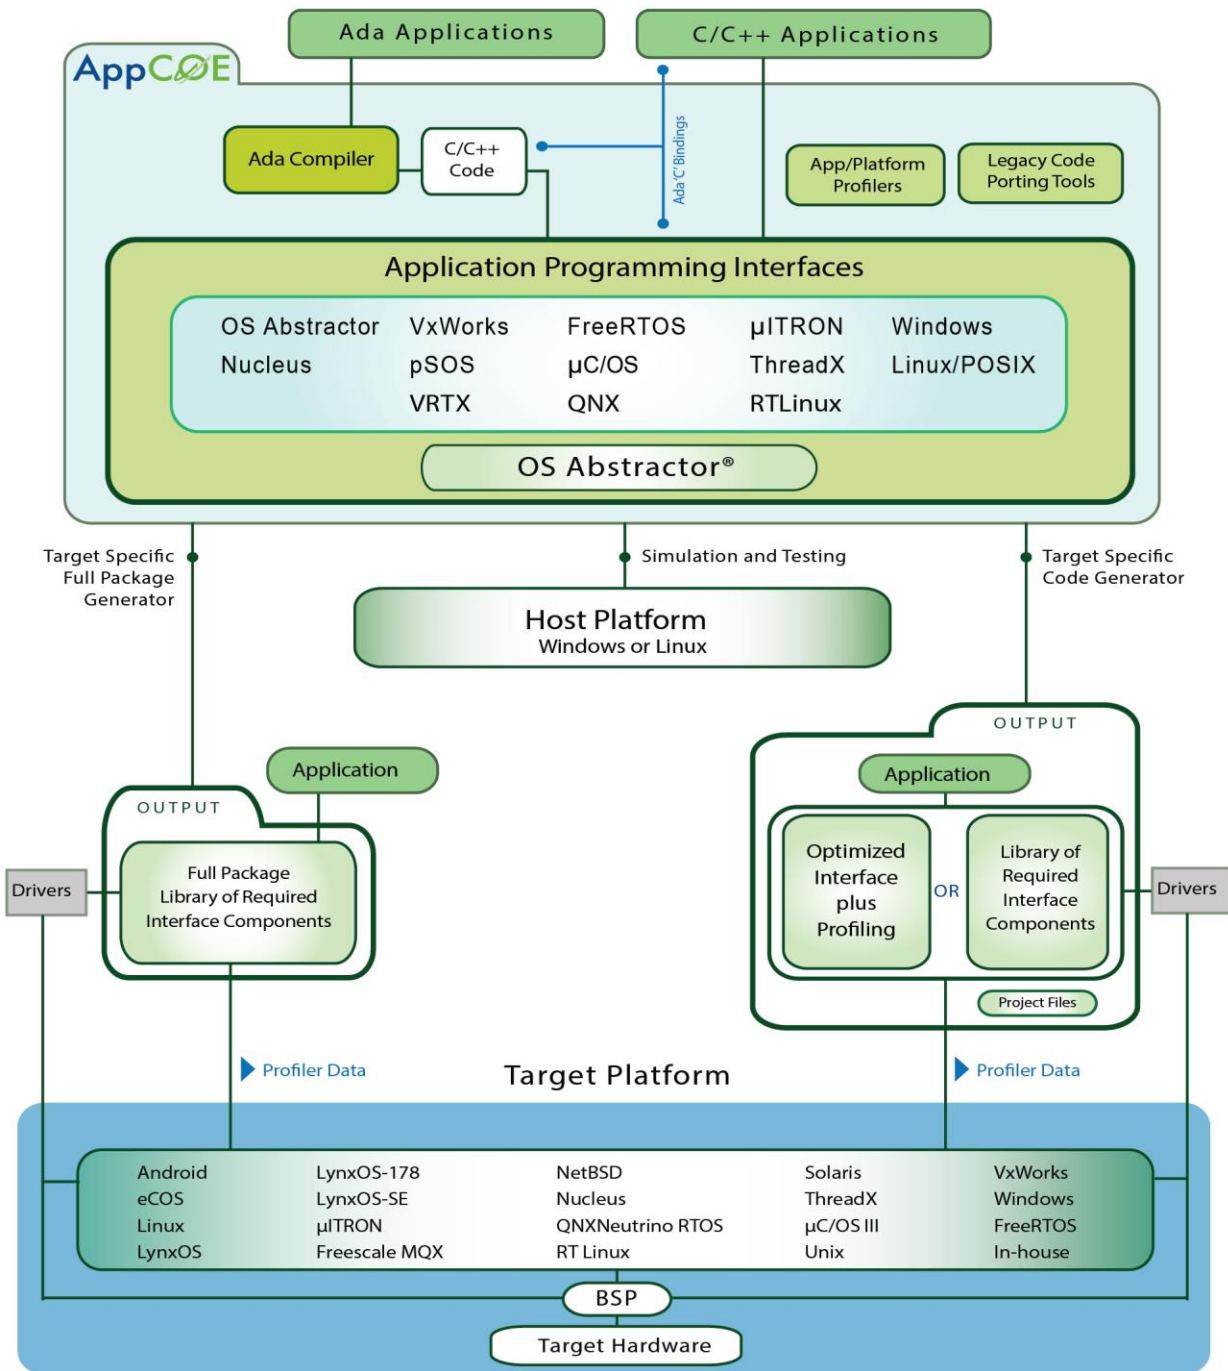 Ada Applications
C/C++ Applications
AppCOE
Ada Compiler
C/C++
Code
Ada 'C' Bindings
App/Platform
Profilers
Legacy Code
Porting Tools
Application Programming Interfaces
OS Abstractor VxWorks FreeRTOS µITRON Windows
Nucleus pSOS µC/OS ThreadX Linux/POSIX
VRTX QNX RTLinux
OS Abstractor®
Target Specific
Full Package
Generator
Simulation and Testing
Target Specific
Code Generator
Host Platform
Windows or Linux
OUTPUT
Application
Full Package
Library of Required
Interface Components
Drivers
OUTPUT
Application
Optimized
Interface
plus
Profiling
OR
Library of
Required
Interface
Components
Drivers
Project Files
Profiler Data
Target Platform
Profiler Data
Android LynxOS-178 NetBSD Solaris VxWorks
eCOS LynxOS-SE Nucleus ThreadX Windows
Linux µITRON QNXNeutrino RTOS µC/OS III FreeRTOS
LynxOS Freescale MQX RT Linux Unix In-house
BSP
Target Hardware